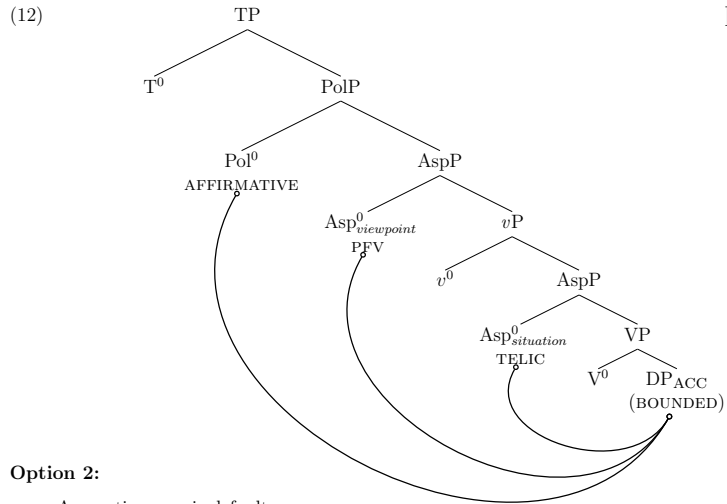 (12) TP
T⁰ PolP
Pol⁰ AspP
AFFIRMATIVE
Asp⁰viewpoint vP
PFV
v⁰ AspP
Asp⁰situation VP
TELIC
V⁰ DPACC
(BOUNDED)
Option 2: